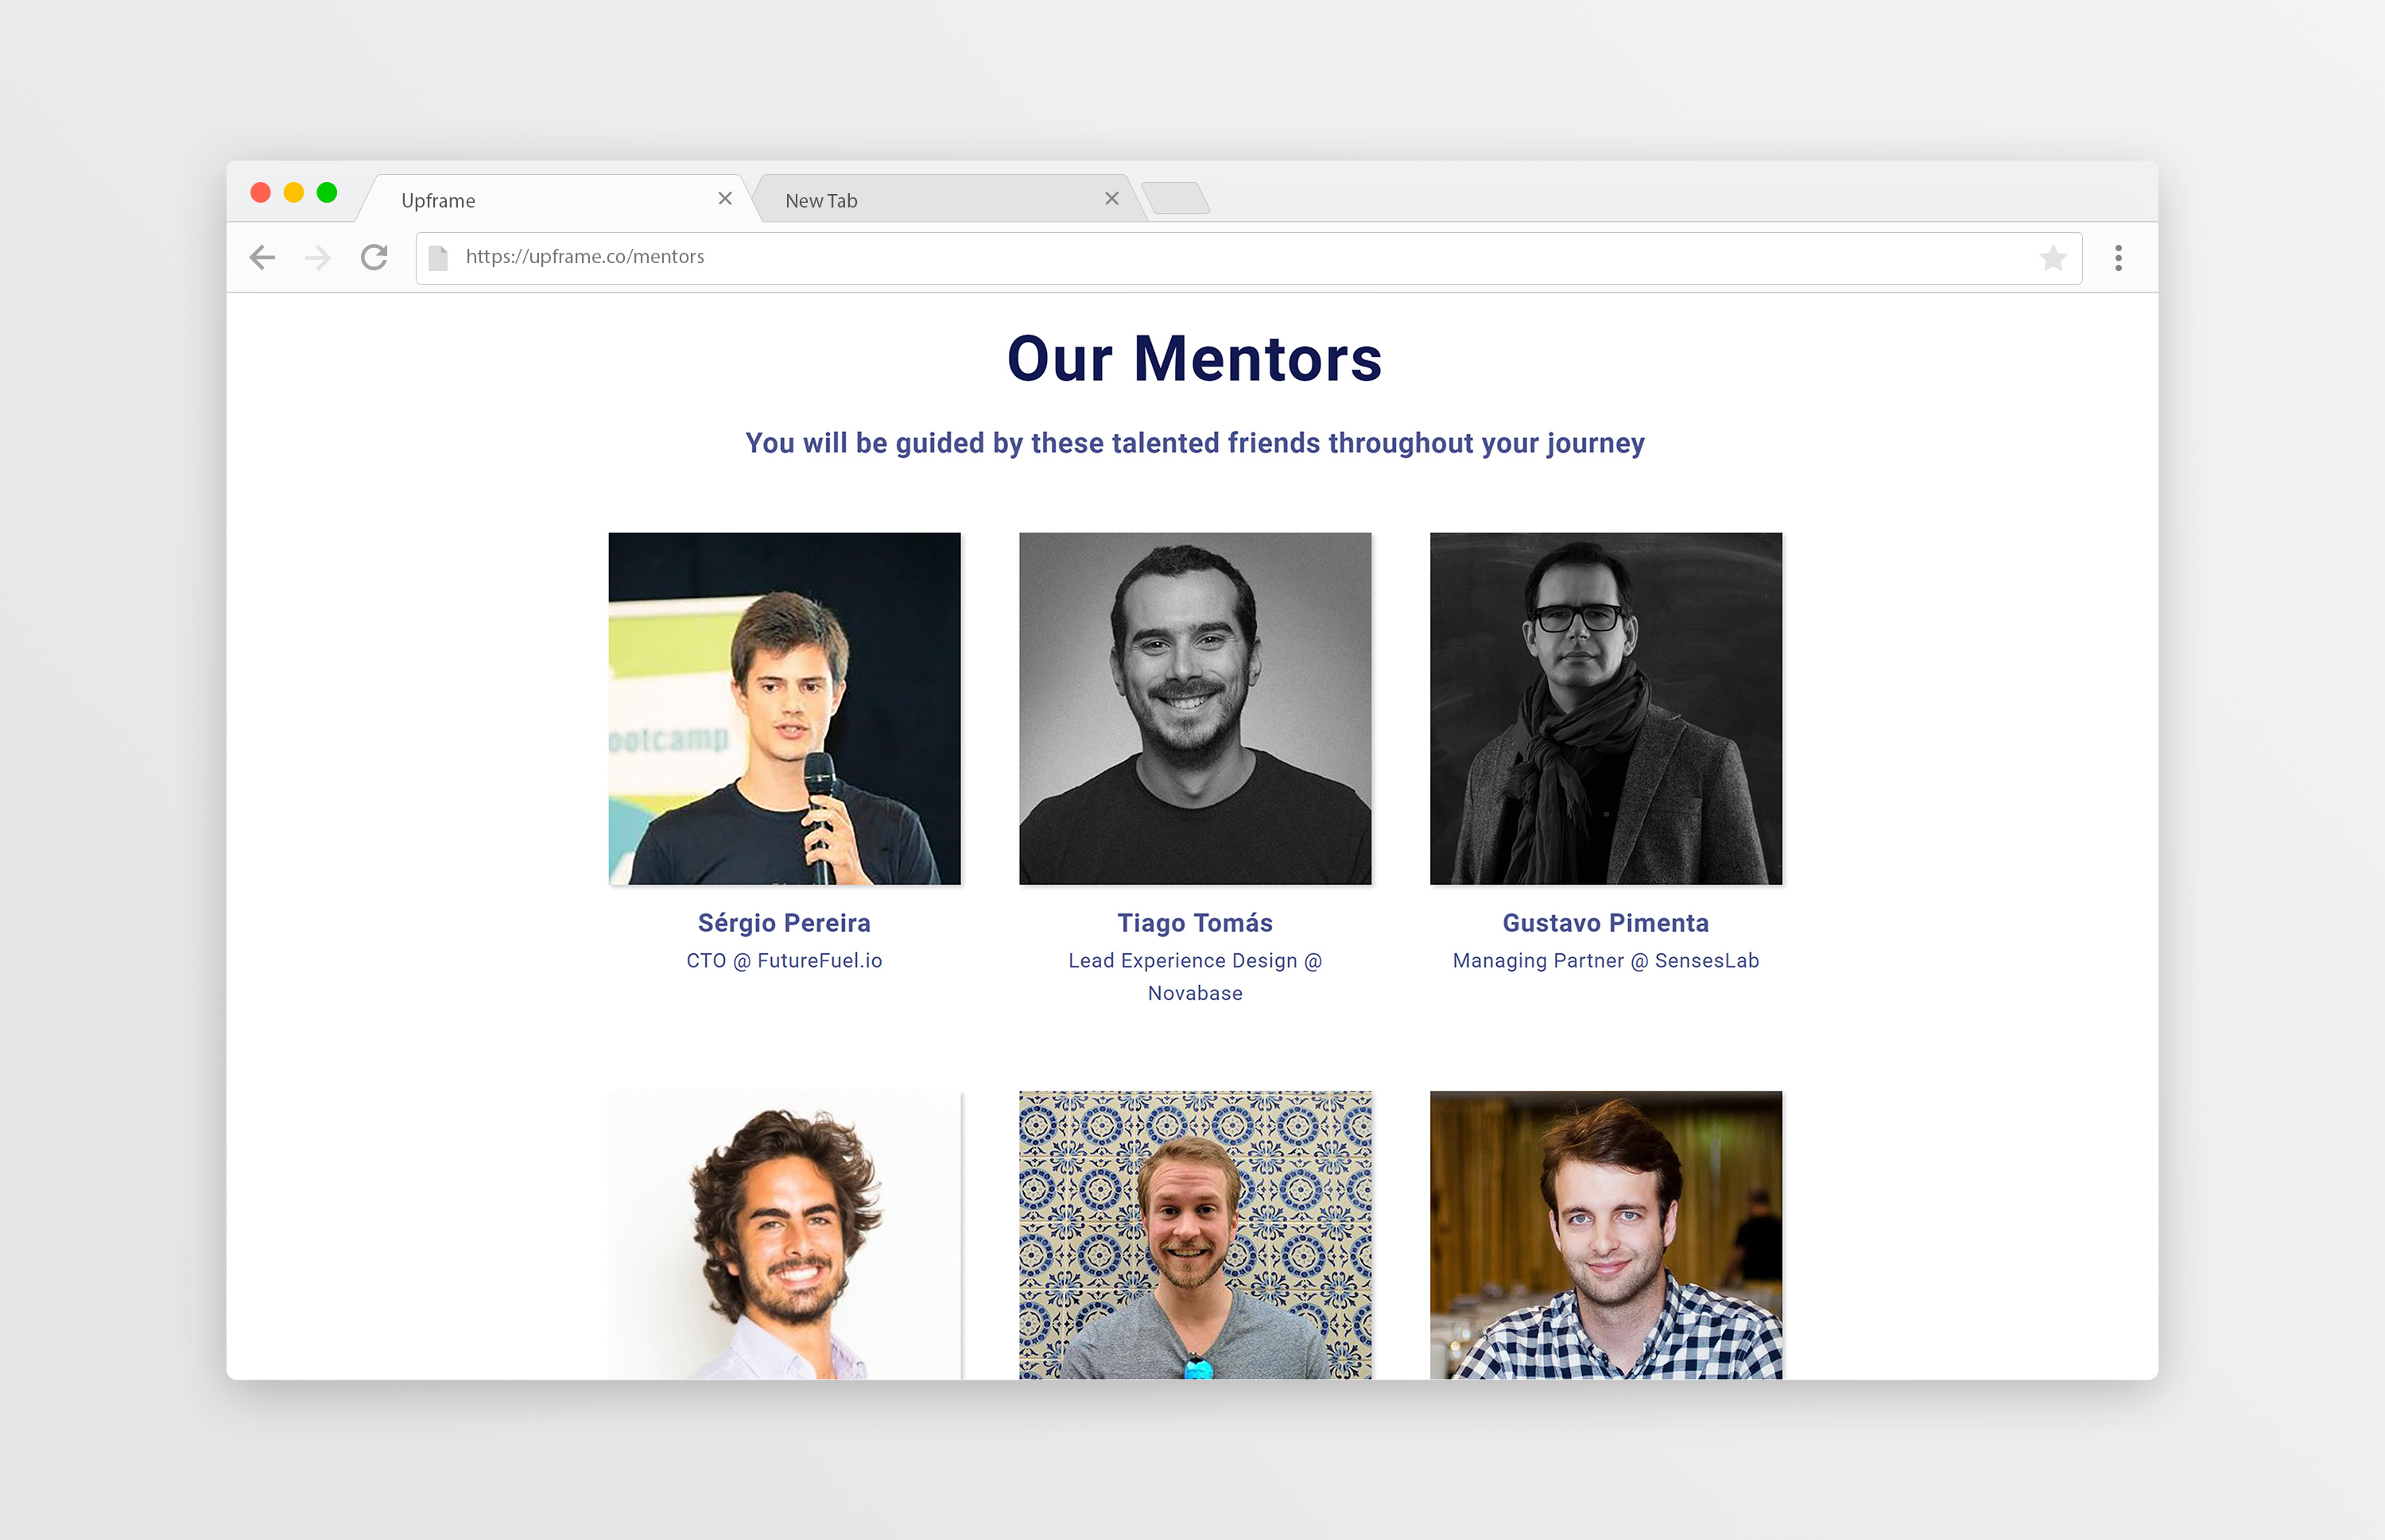 Upframe
New Tab
https://upframe.co/mentors
Our Mentors
You will be guided by these talented friends throughout your journey
ootcamp
Sérgio Pereira
CTO @ FutureFuel.io
Tiago Tomás
Lead Experience Design @
Novabase
Gustavo Pimenta
Managing Partner @ SensesLab